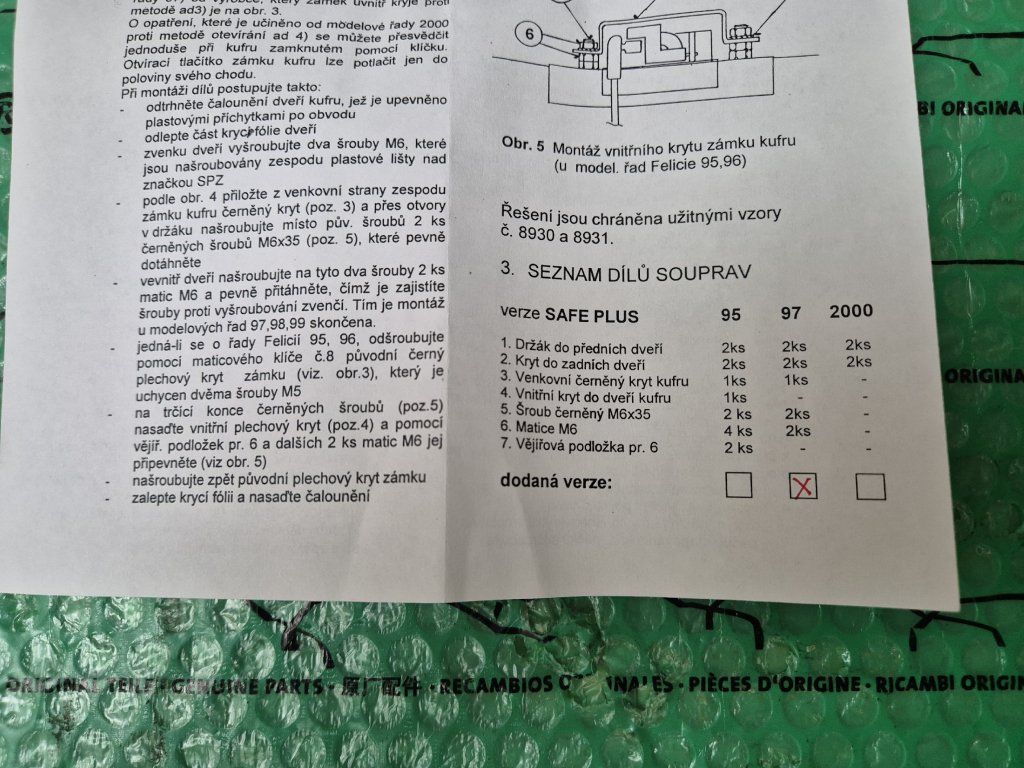 řady 97) od výrobce, který zámek uvnitř kryje proti
metodě ad3) je na obr. 3.
O opatření, které je učiněno od modelové řady 2000
proti metodě otevírání ad 4) se můžete přesvědčit
jednoduše při kufru zamknutém pomocí klíčku.
Otvírací tlačítko zámku kufru lze potlačit jen do
poloviny svého chodu.
Při montáži dílů postupujte takto:
- odtrhněte čalounění dveří kufru, jež je upevněno
plastovými příchytkami po obvodu
- odlepte část krycí fólie dveří
- zvenku dveří vyšroubujte dva šrouby M6, které
jsou našroubovány zespodu plastové lišty nad
značkou SPZ
- podle obr. 4 přiložte z venkovní strany zespodu
zámku kufru černěný kryt (poz. 3) a přes otvory
v držáku našroubujte místo pův. šroubů 2 ks
černěných šroubů M6x35 (poz. 5), které pevně
dotáhněte
- vevnitř dveří našroubujte na tyto dva šrouby 2 ks
matic M6 a pevně přitáhněte, čímž je zajistíte
šrouby proti vyšroubování zvenčí. Tím je montáž
u modelových řad 97,98,99 skončena.
- jedná-li se o řady Felicií 95, 96, odšroubujte
pomocí maticového klíče č.8 původní černý
plechový kryt zámku (viz. obr.3), který je
uchycen dvěma šrouby M5
- na trčící konce černěných šroubů (poz.5)
nasaďte vnitřní plechový kryt (poz.4) a pomocí
vějíř. podložek pr. 6 a dalších 2 ks matic M6 jej
připevněte (viz obr. 5)
- našroubujte zpět původní plechový kryt zámku
- zalepte krycí fólii a nasaďte čalounění
6
Obr. 5 Montáž vnitřního krytu zámku kufru
(u model. řad Felicie 95,96)
Řešení jsou chráněna užitnými vzory
č. 8930 a 8931.
3. SEZNAM DÍLŮ SOUPRAV
verze SAFE PLUS 95 97 2000
1. Držák do předních dveří 2ks 2ks 2ks
2. Kryt do zadních dveří 2ks 2ks 2ks
3. Venkovní černěný kryt kufru 1ks 1ks -
4. Vnitřní kryt do dveří kufru 1ks - -
5. Šroub černěný M6x35 2 ks 2ks -
6. Matice M6 4 ks 2ks -
7. Vějířová podložka pr. 6 2 ks - -
dodaná verze: X
BI ORIGINA
ORIGINA
ORIGINAL TEILE · GENUINE PARTS · 原厂配件 · RECAMBIOS ORIGINALES · PIÈCES D'ORIGINE · RICAMBI ORIGIN